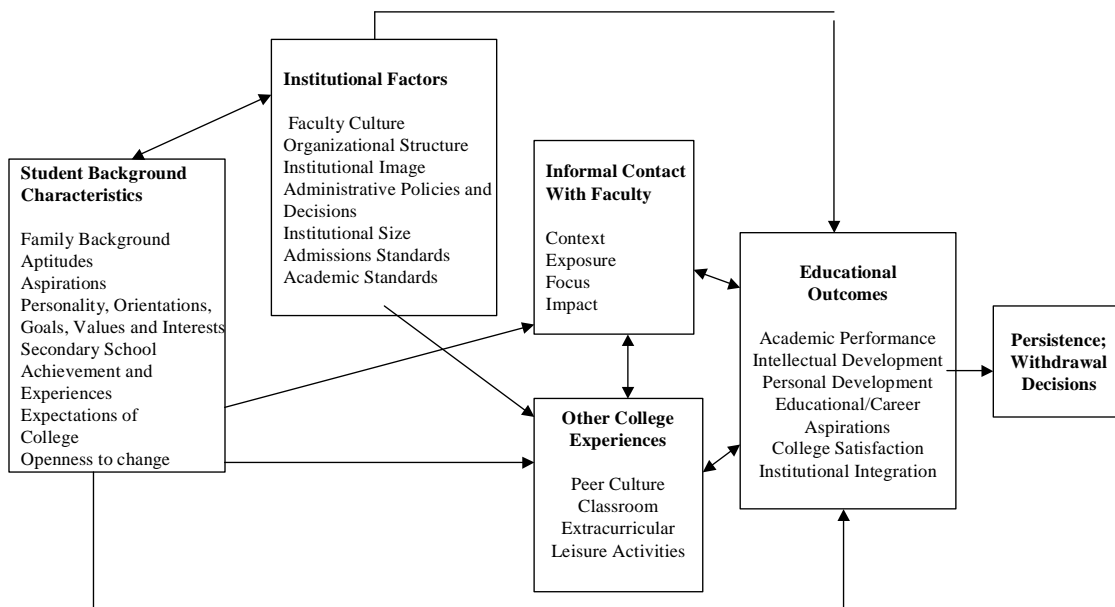 Institutional Factors
Faculty Culture
Organizational Structure
Institutional Image
Administrative Policies and
Decisions
Institutional Size
Admissions Standards
Academic Standards
Student Background
Characteristics
Family Background
Aptitudes
Aspirations
Personality, Orientations,
Goals, Values and Interests
Secondary School
Achievement and
Experiences
Expectations of
College
Openness to change
Informal Contact
With Faculty
Context
Exposure
Focus
Impact
Other College
Experiences
Peer Culture
Classroom
Extracurricular
Leisure Activities
Educational
Outcomes
Academic Performance
Intellectual Development
Personal Development
Educational/Career
Aspirations
College Satisfaction
Institutional Integration
Persistence;
Withdrawal
Decisions